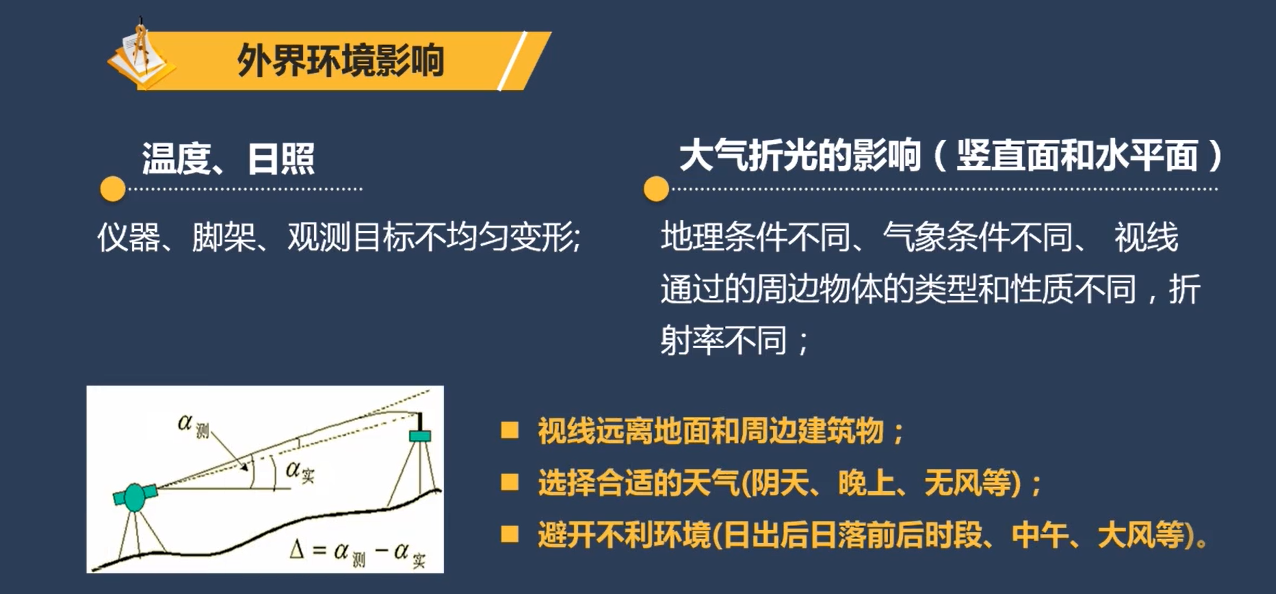 外界环境影响
温度、日照
仪器、脚架、观测目标不均匀变形;
大气折光的影响（竖直面和水平面）
地理条件不同、气象条件不同、 视线
通过的周边物体的类型和性质不同，折
射率不同；
α测
α实
Δ = α测 − α实
■ 视线远离地面和周边建筑物；
■ 选择合适的天气(阴天、晚上、无风等)；
■ 避开不利环境(日出后日落前后时段、中午、大风等)。